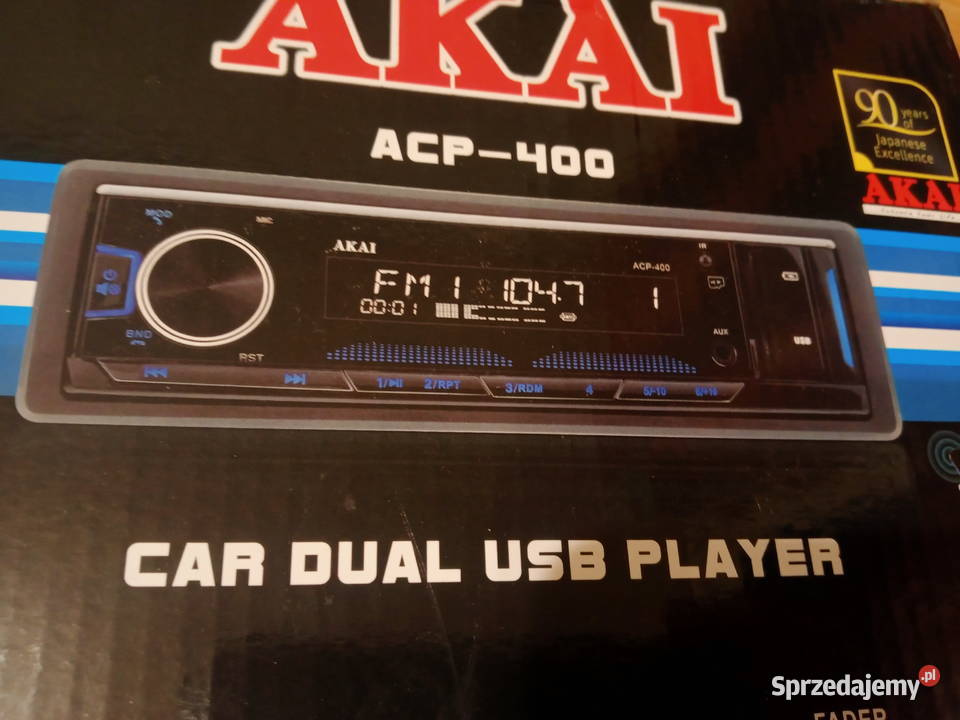 AKAI
ACP-400
90 years of
Japanese
Excellence
AKAI
MOD
MIC
AKAI
IR
ACP-400
FM1 104.7 1
00:01
AUX
USB
BND
RST
1/▶II 2/RPT 3/RDM 4 5/-10 6/+10
CAR DUAL USB PLAYER
FADER
Sprzedajemy.pl